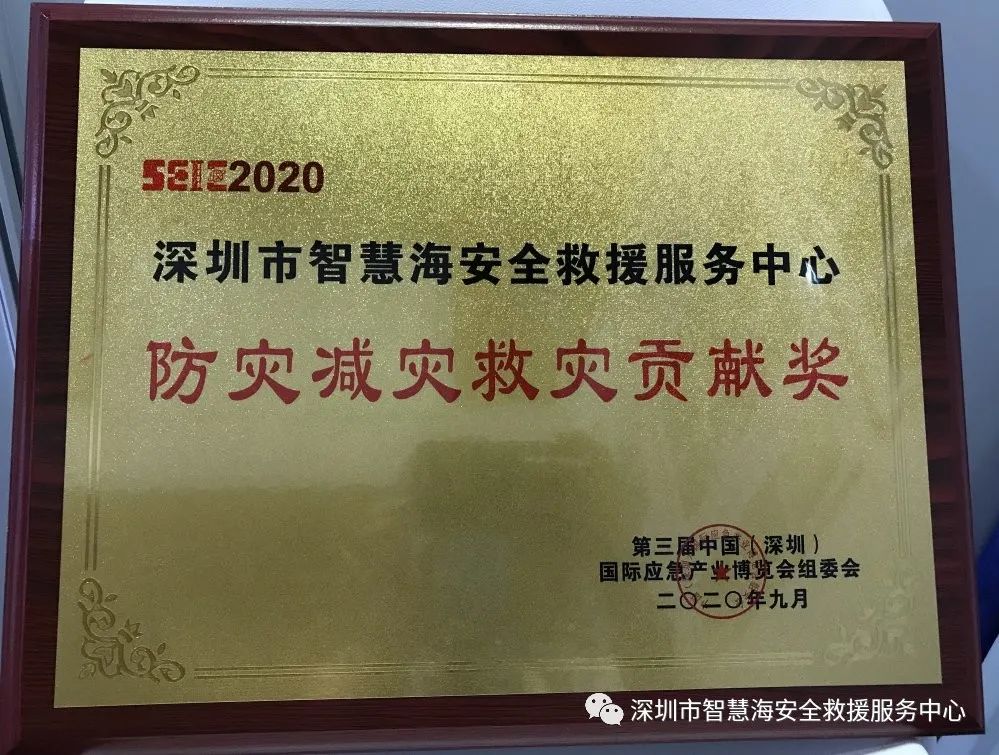 SEIE2020
深圳市智慧海安全救援服务中心
防灾减灾救灾贡献奖
第三届中国（深圳）
国际应急产业博览会组委会
二〇二〇年九月
深圳市智慧海安全救援服务中心